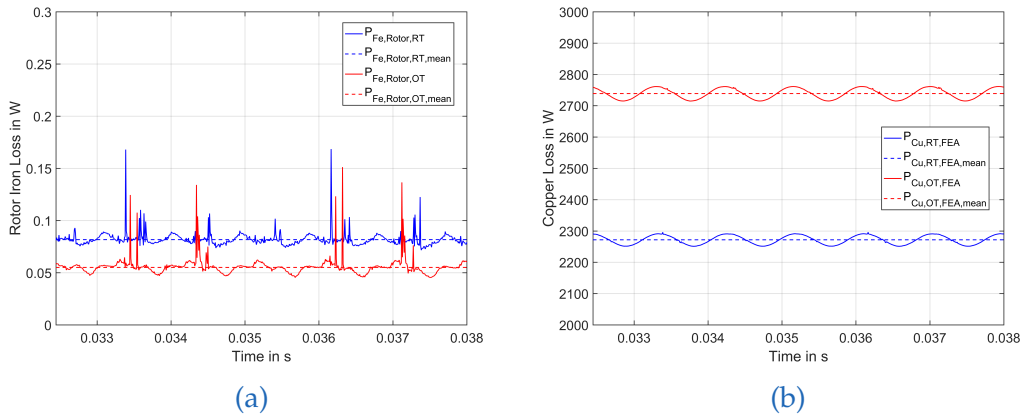 0.3
0.25
0.2
0.15
0.1
0.05
0
Rotor Iron Loss in W
P_Fe,Rotor,RT
P_Fe,Rotor,RT,mean
P_Fe,Rotor,OT
P_Fe,Rotor,OT,mean
0.033 0.034 0.035 0.036 0.037 0.038
Time in s
(a)
3000
2900
2800
2700
2600
2500
2400
2300
2200
2100
2000
Copper Loss in W
P_Cu,RT,FEA
P_Cu,RT,FEA,mean
P_Cu,OT,FEA
P_Cu,OT,FEA,mean
0.033 0.034 0.035 0.036 0.037 0.038
Time in s
(b)